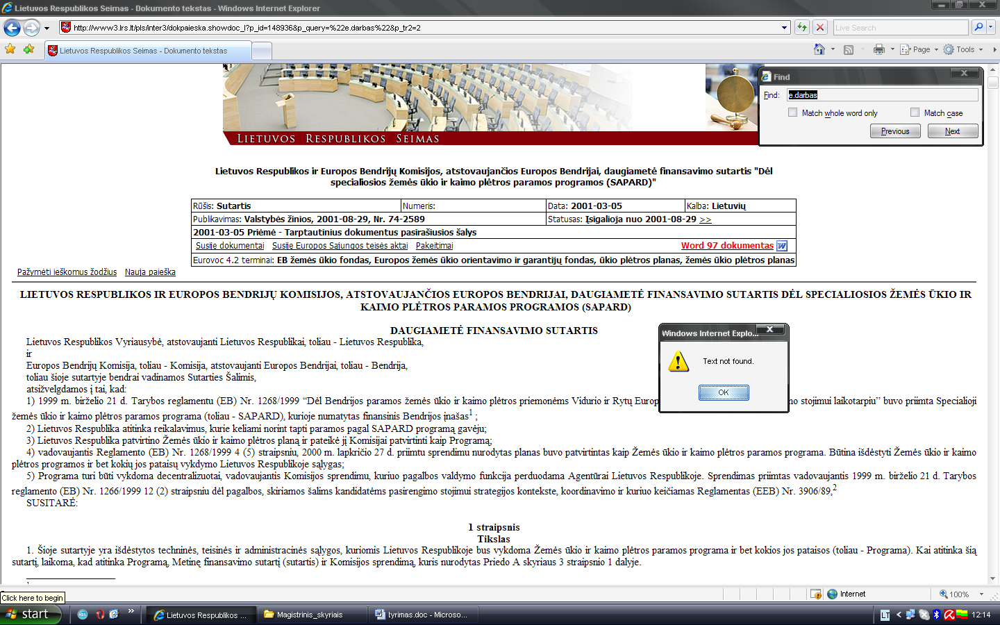 Lietuvos Respublikos Seimas - Dokumento tekstas - Windows Internet Explorer
http://www3.lrs.lt/pls/inter3/dokpaieska.showdoc_l?p_id=148936&p_query=%22e.darbas%22&p_tr2=2
Live Search
Lietuvos Respublikos Seimas - Dokumento tekstas
Page
Tools
Find
Find: e.darbas
Match whole word only Match case
Previous Next
LIETUVOS RESPUBLIKOS SEIMAS
Lietuvos Respublikos ir Europos Bendrijų Komisijos, atstovaujančios Europos Bendrijai, daugiametė finansavimo sutartis "Dėl
specialiosios žemės ūkio ir kaimo plėtros paramos programos (SAPARD)"
Rūšis: Sutartis Numeris: Data: 2001-03-05 Kalba: Lietuvių
Publikavimas: Valstybės žinios, 2001-08-29, Nr. 74-2589 Statusas: Įsigalioja nuo 2001-08-29 >>
2001-03-05 Priėmė - Tarptautinius dokumentus pasirašiusios šalys
Susiję dokumentai Susiję Europos Sąjungos teisės aktai Pakeitimai Word 97 dokumentas
Eurovoc 4.2 terminai: EB žemės ūkio fondas, Europos žemės ūkio orientavimo ir garantijų fondas, ūkio plėtros planas, žemės ūkio plėtros planas
Pažymėti ieškomus žodžius Nauja paieška
LIETUVOS RESPUBLIKOS IR EUROPOS BENDRIJŲ KOMISIJOS, ATSTOVAUJANČIOS EUROPOS BENDRIJAI, DAUGIAMETĖ FINANSAVIMO SUTARTIS DĖL SPECIALIOSIOS ŽEMĖS ŪKIO IR
KAIMO PLĖTROS PARAMOS PROGRAMOS (SAPARD)
DAUGIAMETĖ FINANSAVIMO SUTARTIS
Lietuvos Respublikos Vyriausybė, atstovaujanti Lietuvos Respublikai, toliau - Lietuvos Respublika,
ir
Europos Bendrijų Komisija, toliau - Komisija, atstovaujanti Europos Bendrijai, toliau - Bendrija,
toliau šioje sutartyje bendrai vadinamos Sutarties Šalimis,
atsižvelgdamos į tai, kad:
1) 1999 m. birželio 21 d. Tarybos reglamentu (EB) Nr. 1268/1999 “Dėl Bendrijos paramos žemės ūkio ir kaimo plėtros priemonėms Vidurio ir Rytų Europ mo stojimui laikotarpiu” buvo priimta Specialioji
žemės ūkio ir kaimo plėtros paramos programa (toliau - SAPARD), kurioje numatytas finansinis Bendrijos įnašas1 ;
2) Lietuvos Respublika atitinka reikalavimus, kurie keliami norint tapti paramos pagal SAPARD programą gavėju;
3) Lietuvos Respublika patvirtino Žemės ūkio ir kaimo plėtros planą ir pateikė jį Komisijai patvirtinti kaip Programą;
4) vadovaujantis Reglamento (EB) Nr. 1268/1999 4 (5) straipsniu, 2000 m. lapkričio 27 d. priimtu sprendimu nurodytas planas buvo patvirtintas kaip Žemės ūkio ir kaimo plėtros paramos programa. Būtina išdėstyti Žemės ūkio ir kaimo
plėtros programos ir bet kokių jos pataisų vykdymo Lietuvos Respublikoje sąlygas;
5) Programa turi būti vykdoma decentralizuotai, vadovaujantis Komisijos sprendimu, kuriuo pagalbos valdymo funkcija perduodama Agentūrai Lietuvos Respublikoje. Sprendimas priimtas vadovaujantis 1999 m. birželio 21 d. Tarybos
reglamento (EB) Nr. 1266/1999 12 (2) straipsniu dėl pagalbos, skiriamos šalims kandidatėms pasirengimo stojimui strategijos kontekste, koordinavimo ir kuriuo keičiamas Reglamentas (EEB) Nr. 3906/89,2
SUSITARĖ:
Windows Internet Explo...
Text not found.
OK
1 straipsnis
Tikslas
1. Šioje sutartyje yra išdėstytos techninės, teisinės ir administracinės sąlygos, kuriomis Lietuvos Respublikoje bus vykdoma Žemės ūkio ir kaimo plėtros paramos programa ir bet kokios jos pataisos (toliau - Programa). Kai atitinka šią
sutartį, laikoma, kad atitinka Programą, Metinę finansavimo sutartį (sutartis) ir Komisijos sprendimą, kuris nurodytas Priedo A skyriaus 3 straipsnio 1 dalyje.
Click here to begin
Internet 100%
start
Lietuvos Respublikos ...
Magistrinis_skyriais
tyrimas.doc - Microso...
LT
12:14